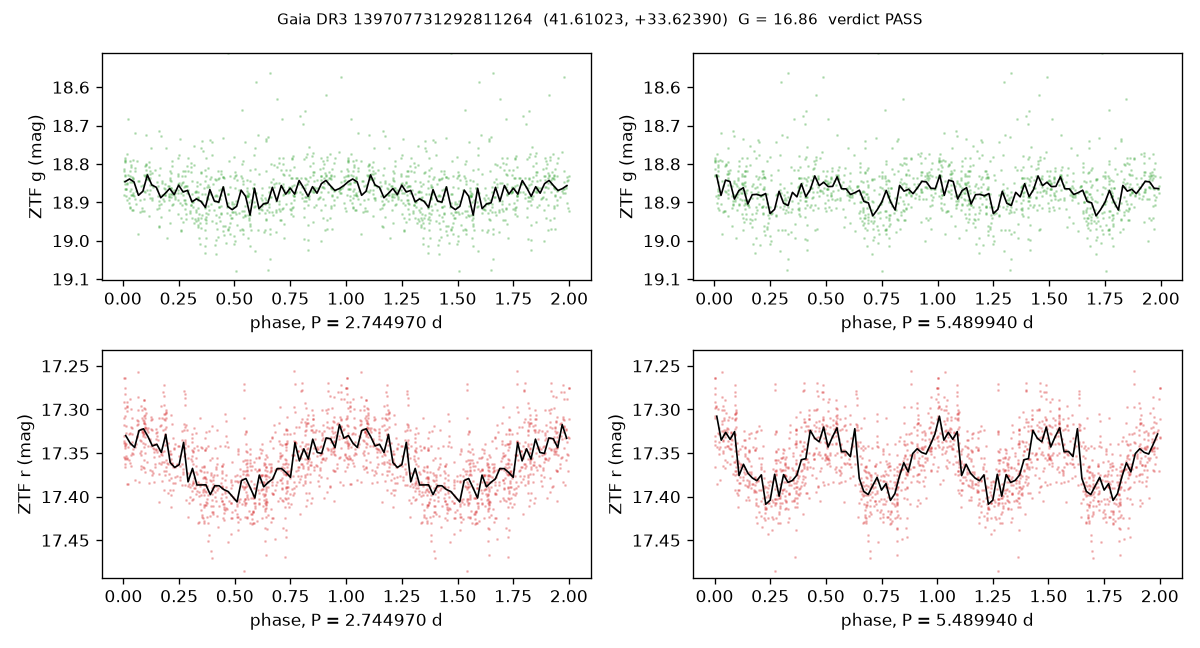 Gaia DR3 139707731292811264  (41.61023, +33.62390)  G = 16.86  verdict PASS
ZTF g (mag)
18.6
18.7
18.8
18.9
19.0
19.1
0.00 0.25 0.50 0.75 1.00 1.25 1.50 1.75 2.00
phase, P = 2.744970 d
ZTF g (mag)
18.6
18.7
18.8
18.9
19.0
19.1
0.00 0.25 0.50 0.75 1.00 1.25 1.50 1.75 2.00
phase, P = 5.489940 d
ZTF r (mag)
17.25
17.30
17.35
17.40
17.45
0.00 0.25 0.50 0.75 1.00 1.25 1.50 1.75 2.00
phase, P = 2.744970 d
ZTF r (mag)
17.25
17.30
17.35
17.40
17.45
0.00 0.25 0.50 0.75 1.00 1.25 1.50 1.75 2.00
phase, P = 5.489940 d